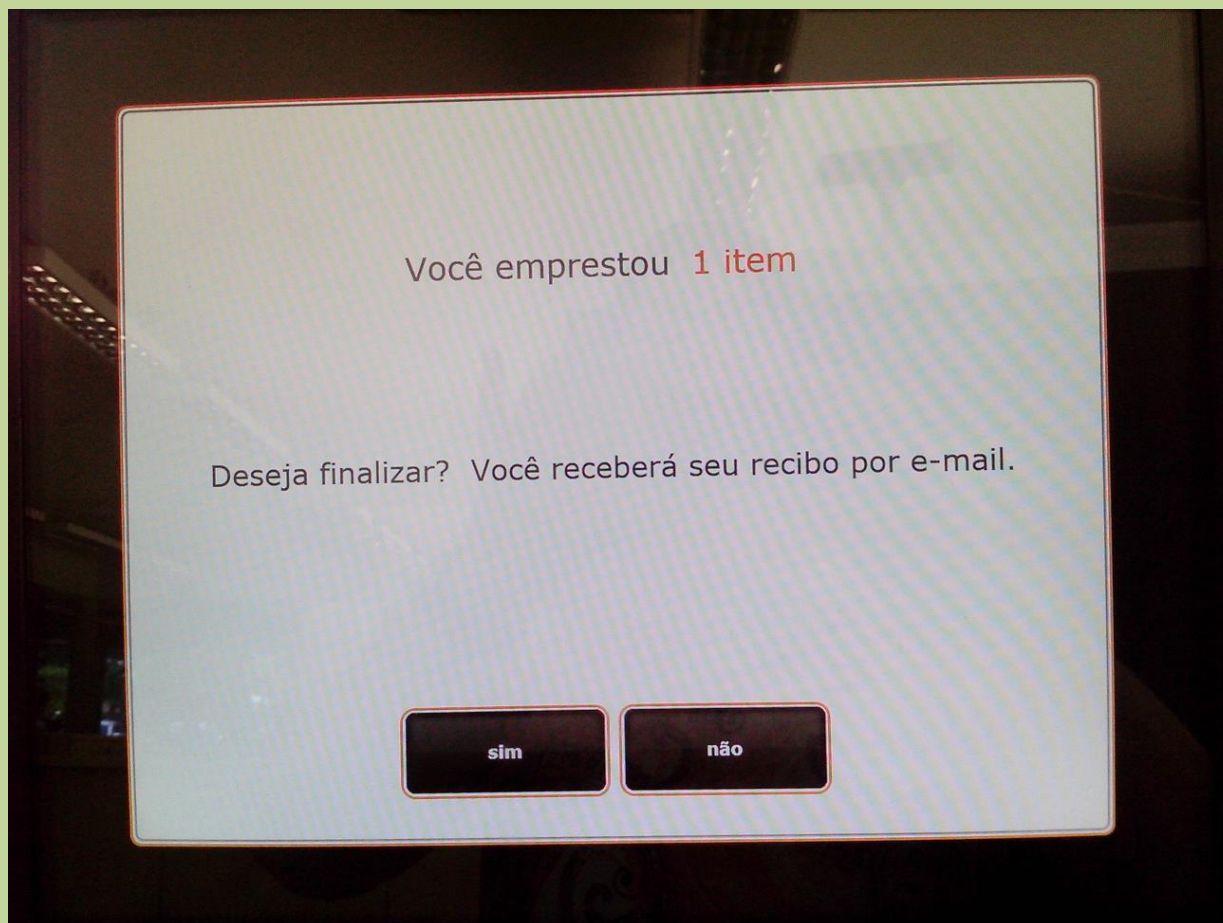 Você emprestou 1 item
Deseja finalizar? Você receberá seu recibo por e-mail.
sim
não